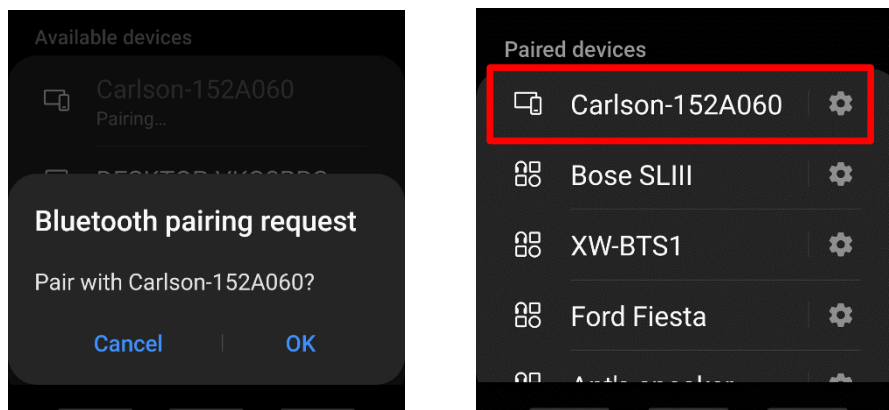 Available devices
Carlson-152A060
Pairing...
Bluetooth pairing request
Pair with Carlson-152A060?
Cancel
OK
Paired devices
Carlson-152A060
Bose SLIII
XW-BTS1
Ford Fiesta